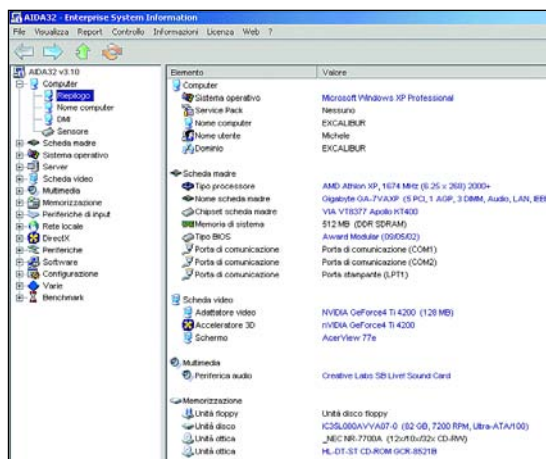 AIDA32 - Enterprise System Information
File Visualizza Report Controllo Informazioni Licenza Web ?
AIDA32 v3.10
Computer
Riepilogo
Nome computer
DMI
Sensore
Scheda madre
Sistema operativo
Server
Scheda video
Multimedia
Memorizzazione
Periferiche di input
Rete locale
DirectX
Periferiche
Software
Configurazione
Varie
Benchmark
Elemento Valore
Computer
Sistema operativo Microsoft Windows XP Professional
Service Pack Nessuno
Nome computer EXCALIBUR
Nome utente Michele
Dominio EXCALIBUR
Scheda madre
Tipo processore AMD Athlon XP, 1674 MHz (6.25 x 268) 2000+
Nome scheda madre Gigabyte GA-7VAXP (5 PCI, 1 AGP, 3 DIMM, Audio, LAN,
Chipset scheda madre VIA VT8377 Apollo KT400
Memoria di sistema 512 MB (DDR SDRAM)
Tipo BIOS Award Modular (09/05/02)
Porta di comunicazione Porta di comunicazione (COM1)
Porta di comunicazione Porta di comunicazione (COM2)
Porta di comunicazione Porta stampante (LPT1)
Scheda video
Adattatore video NVIDIA GeForce4 Ti 4200 (128 MB)
Acceleratore 3D nVIDIA GeForce4 Ti 4200
Schermo AcerView 77e
Multimedia
Periferica audio Creative Labs SB Live! Sound Card
Memorizzazione
Unità floppy Unità disco floppy
Unità disco IC35L080AVVA07-0 (82 GB, 7200 RPM, Ultra-ATA/100)
Unità ottica _NEC NR-7700A (12x/10x/32x CD-RW)
Unità ottica HL-DT-ST CD-ROM GCR-8521B